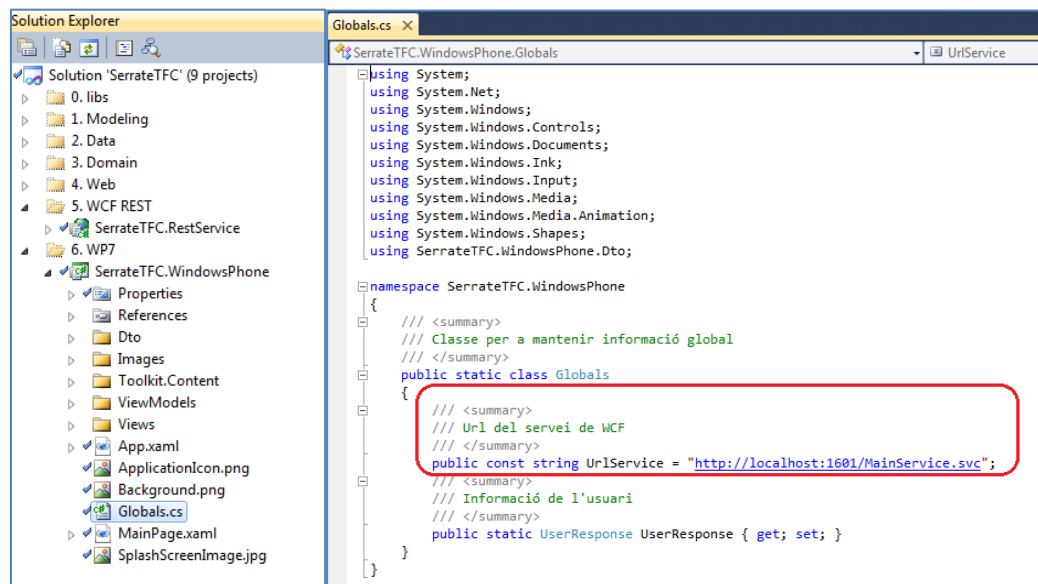 Solution Explorer
Solution 'SerrateTFC' (9 projects)
0. libs
1. Modeling
2. Data
3. Domain
4. Web
5. WCF REST
SerrateTFC.RestService
6. WP7
SerrateTFC.WindowsPhone
Properties
References
Dto
Images
Toolkit.Content
ViewModels
Views
App.xaml
ApplicationIcon.png
Background.png
Globals.cs
MainPage.xaml
SplashScreenImage.jpg
Globals.cs
SerrateTFC.WindowsPhone.Globals
UrlService
using System;
using System.Net;
using System.Windows;
using System.Windows.Controls;
using System.Windows.Documents;
using System.Windows.Ink;
using System.Windows.Input;
using System.Windows.Media;
using System.Windows.Media.Animation;
using System.Windows.Shapes;
using SerrateTFC.WindowsPhone.Dto;
namespace SerrateTFC.WindowsPhone
{
/// <summary>
/// Classe per a mantenir informació global
/// </summary>
public static class Globals
{
/// <summary>
/// Url del servei de WCF
/// </summary>
public const string UrlService = "http://localhost:1601/MainService.svc";
/// <summary>
/// Informació de l'usuari
/// </summary>
public static UserResponse UserResponse { get; set; }
}
}